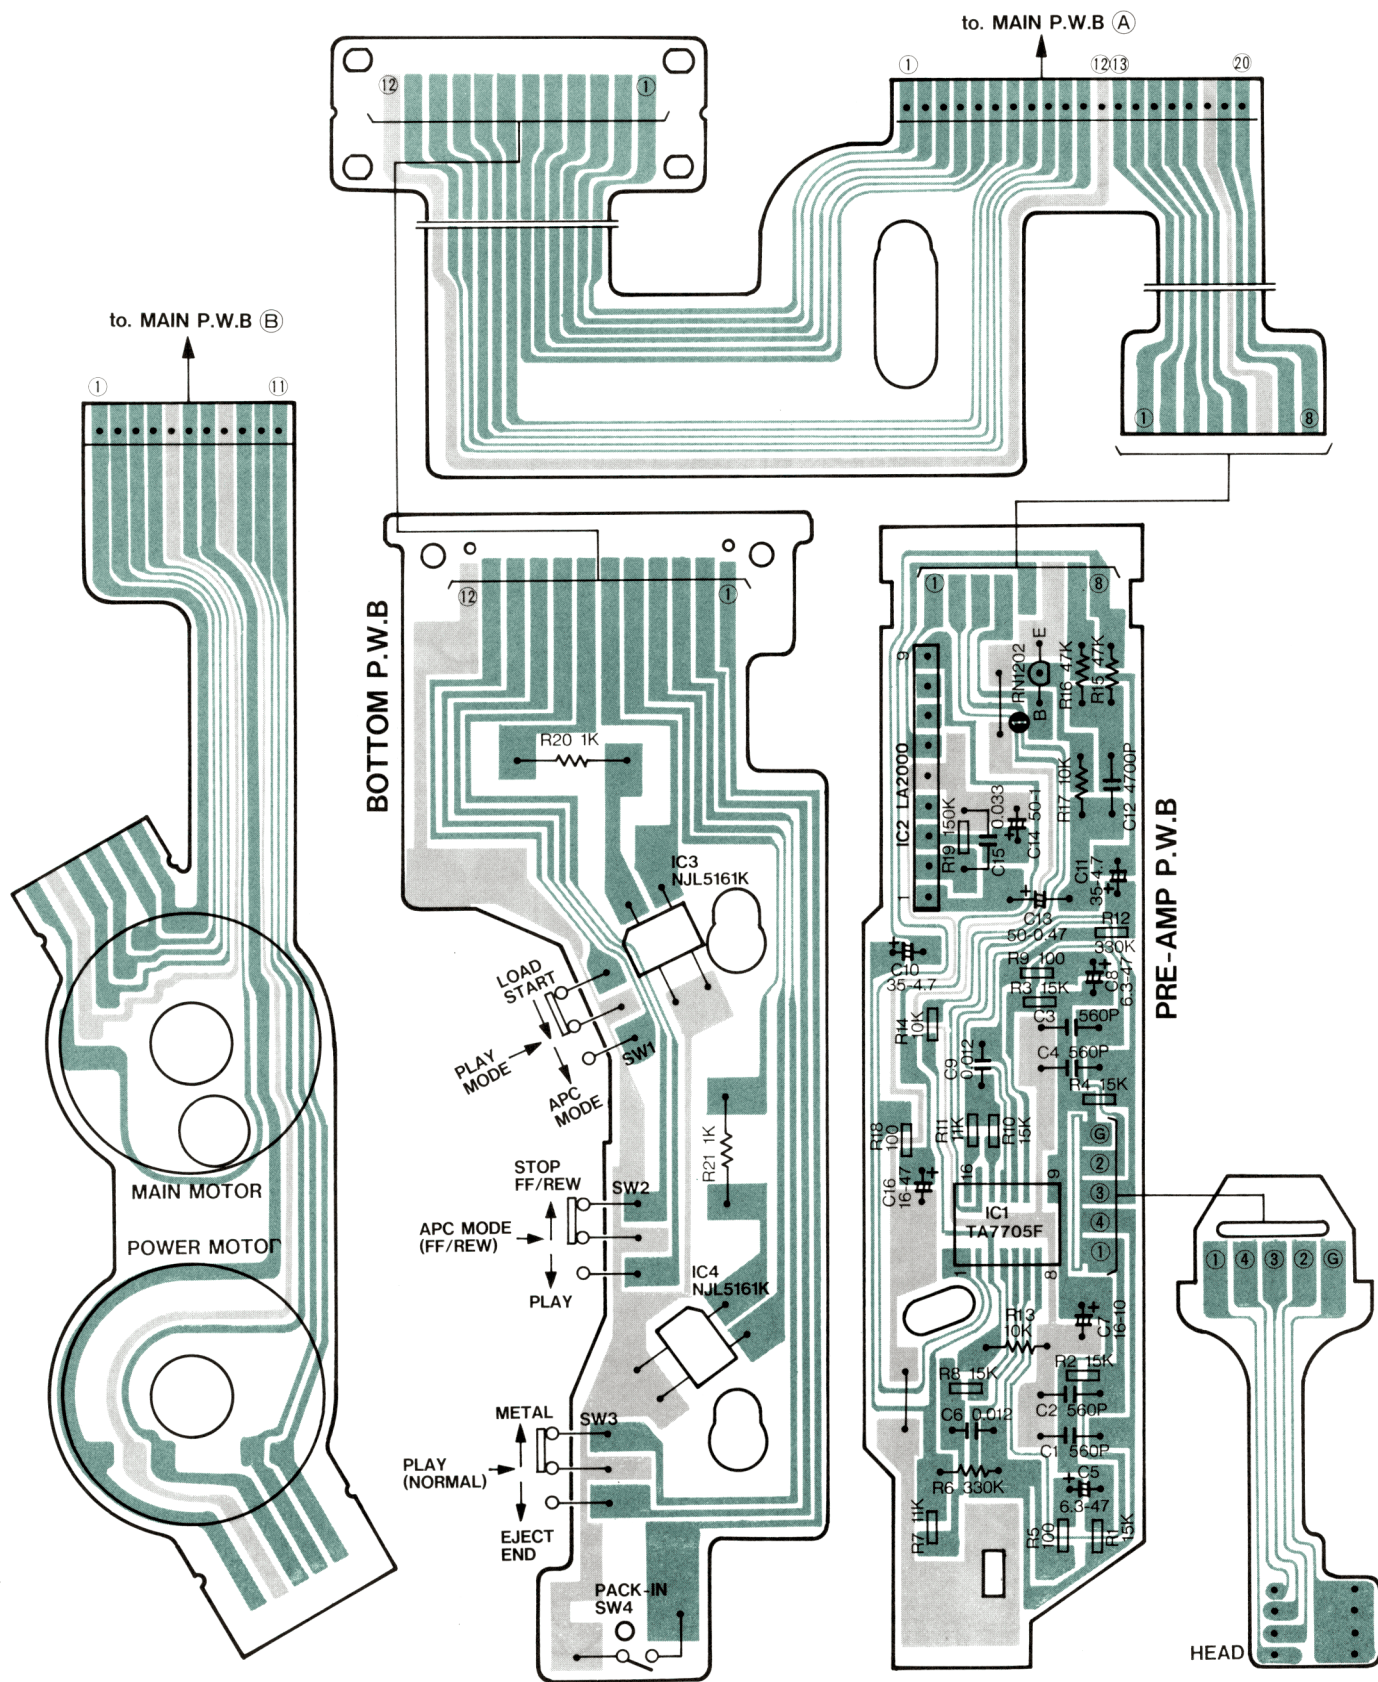 to. MAIN P.W.B Ⓐ
⑫
①
①
⑫⑬
⑳
①
⑧
to. MAIN P.W.B Ⓑ
①
⑪
MAIN MOTOR
POWER MOTOR
BOTTOM P.W.B
⑫
①
R20 1K
IC3
NJL5161K
LOAD
START
PLAY
MODE
APC
MODE
SW1
R21 1K
STOP
FF/REW
SW2
APC MODE
(FF/REW)
PLAY
IC4
NJL5161K
METAL
SW3
PLAY
(NORMAL)
EJECT
END
PACK-IN
SW4
PRE-AMP P.W.B
①
⑧
9
IC2 LA2000
1
E
RN1202
B
R16 47K
R15 47K
R17 10K
C12 4700P
R19 150K
C15 0.033
C14 50-1
C11
35-4.7
C13
50-0.47
R12
330K
C10
35-4.7
R9 100
R3 15K
C8
6.3-47
R14
10K
C3 560P
C9
0.012
C4 560P
R4 15K
R18
100
R11
11K
R10
15K
C16
16-47
16
9
IC1
TA7705F
1
8
Ⓖ
②
③
④
①
R13
10K
C7
16-10
R8 15K
R2 15K
C6 0.012
C2 560P
C1 560P
R6 330K
C5
6.3-47
R7 11K
R5
100
R1
15K
①
④
③
②
Ⓖ
HEAD